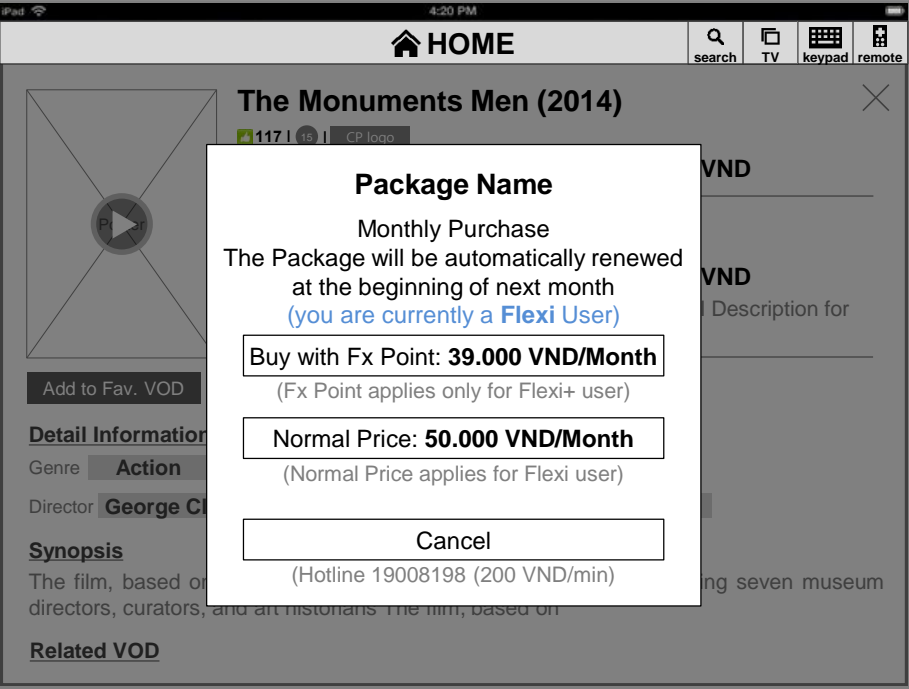 iPad 4:20 PM
HOME
search TV keypad remote
The Monuments Men (2014)
117 I 15 I CP logo
VND
Package Name
Monthly Purchase
The Package will be automatically renewed
at the beginning of next month
(you are currently a Flexi User)
VND
Description for
Buy with Fx Point: 39.000 VND/Month
(Fx Point applies only for Flexi+ user)
Normal Price: 50.000 VND/Month
(Normal Price applies for Flexi user)
Cancel
(Hotline 19008198 (200 VND/min)
Add to Fav. VOD
Detail Information
Genre Action
Director George Cl
Synopsis
The film, based or ing seven museum
directors, curators, and art historians The film, based on
Related VOD